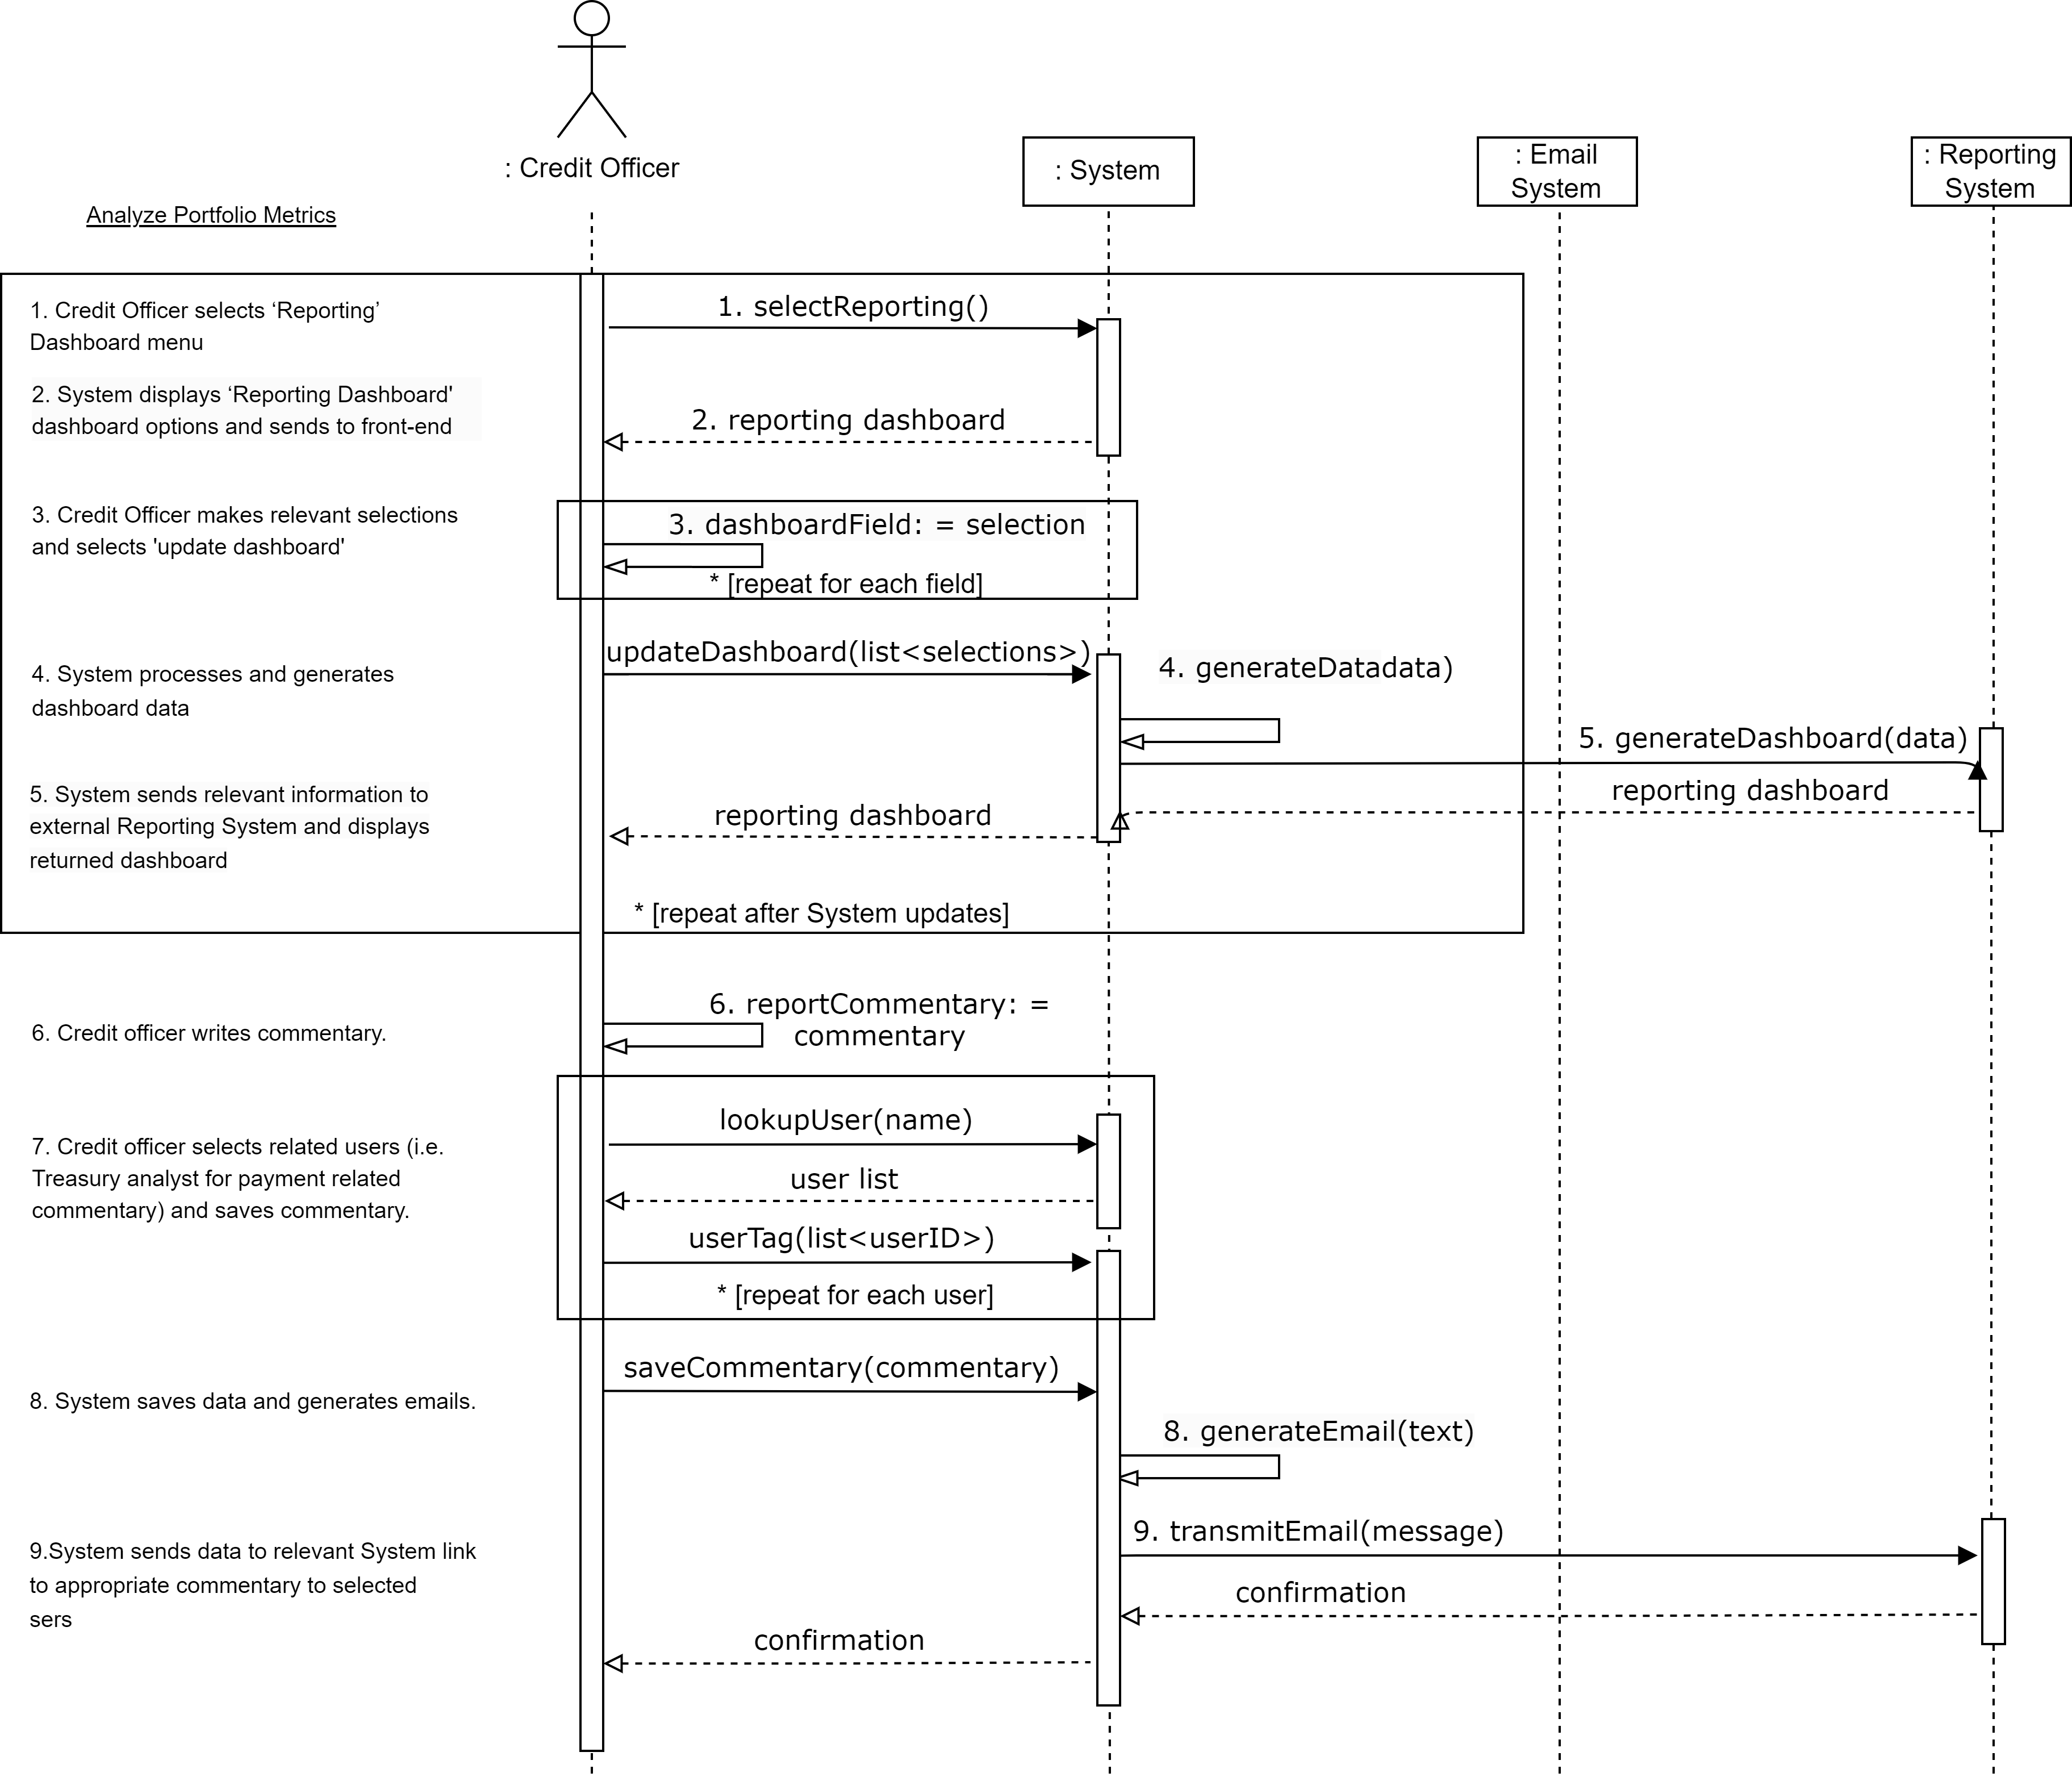 : Credit Officer
: System
: Email
System
: Reporting
System
Analyze Portfolio Metrics
1. Credit Officer selects ‘Reporting’
Dashboard menu
1. selectReporting()
2. System displays ‘Reporting Dashboard'
dashboard options and sends to front-end
2. reporting dashboard
3. Credit Officer makes relevant selections
and selects 'update dashboard'
3. dashboardField: = selection
* [repeat for each field]
updateDashboard(list<selections>)
4. System processes and generates
dashboard data
4. generateDatadata)
5. generateDashboard(data)
reporting dashboard
5. System sends relevant information to
external Reporting System and displays
returned dashboard
reporting dashboard
* [repeat after System updates]
6. Credit officer writes commentary.
6. reportCommentary: =
commentary
7. Credit officer selects related users (i.e.
Treasury analyst for payment related
commentary) and saves commentary.
lookupUser(name)
user list
userTag(list<userID>)
* [repeat for each user]
saveCommentary(commentary)
8. System saves data and generates emails.
8. generateEmail(text)
9.System sends data to relevant System link
to appropriate commentary to selected
sers
9. transmitEmail(message)
confirmation
confirmation